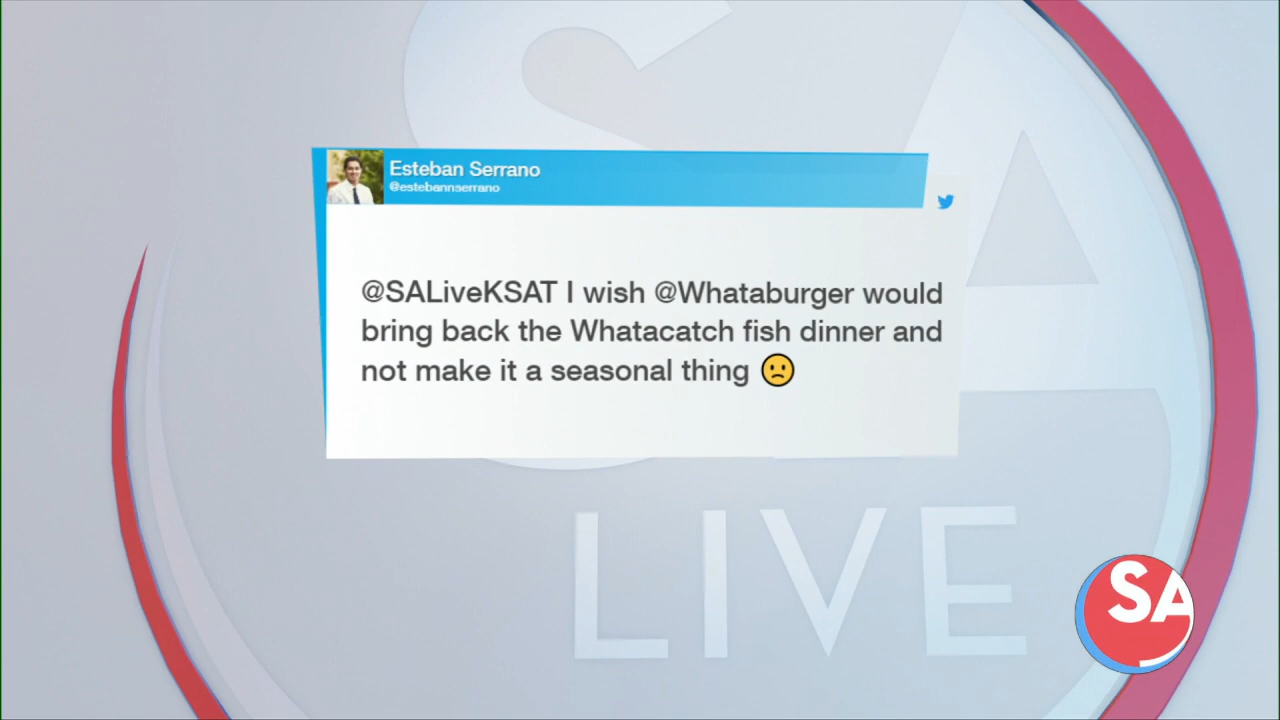 SA
Esteban Serrano
@estebannserrano
@SALiveKSAT I wish @Whataburger would
bring back the Whatacatch fish dinner and
not make it a seasonal thing 🙁
LIVE
SA